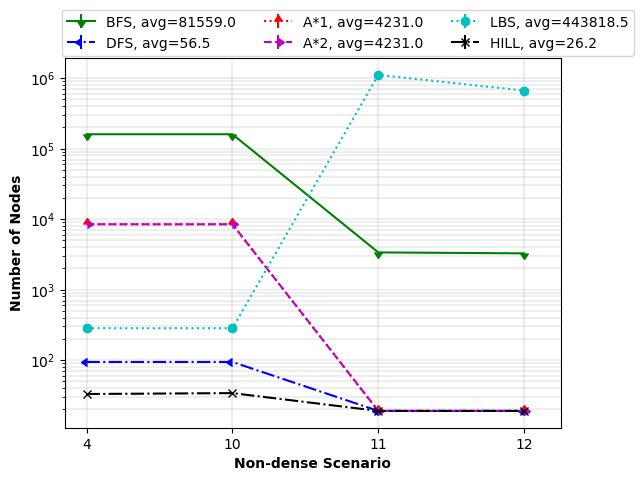 BFS, avg=81559.0 A*1, avg=4231.0 LBS, avg=443818.5
DFS, avg=56.5 A*2, avg=4231.0 HILL, avg=26.2
Number of Nodes
10^6
10^5
10^4
10^3
10^2
4 10 11 12
Non-dense Scenario